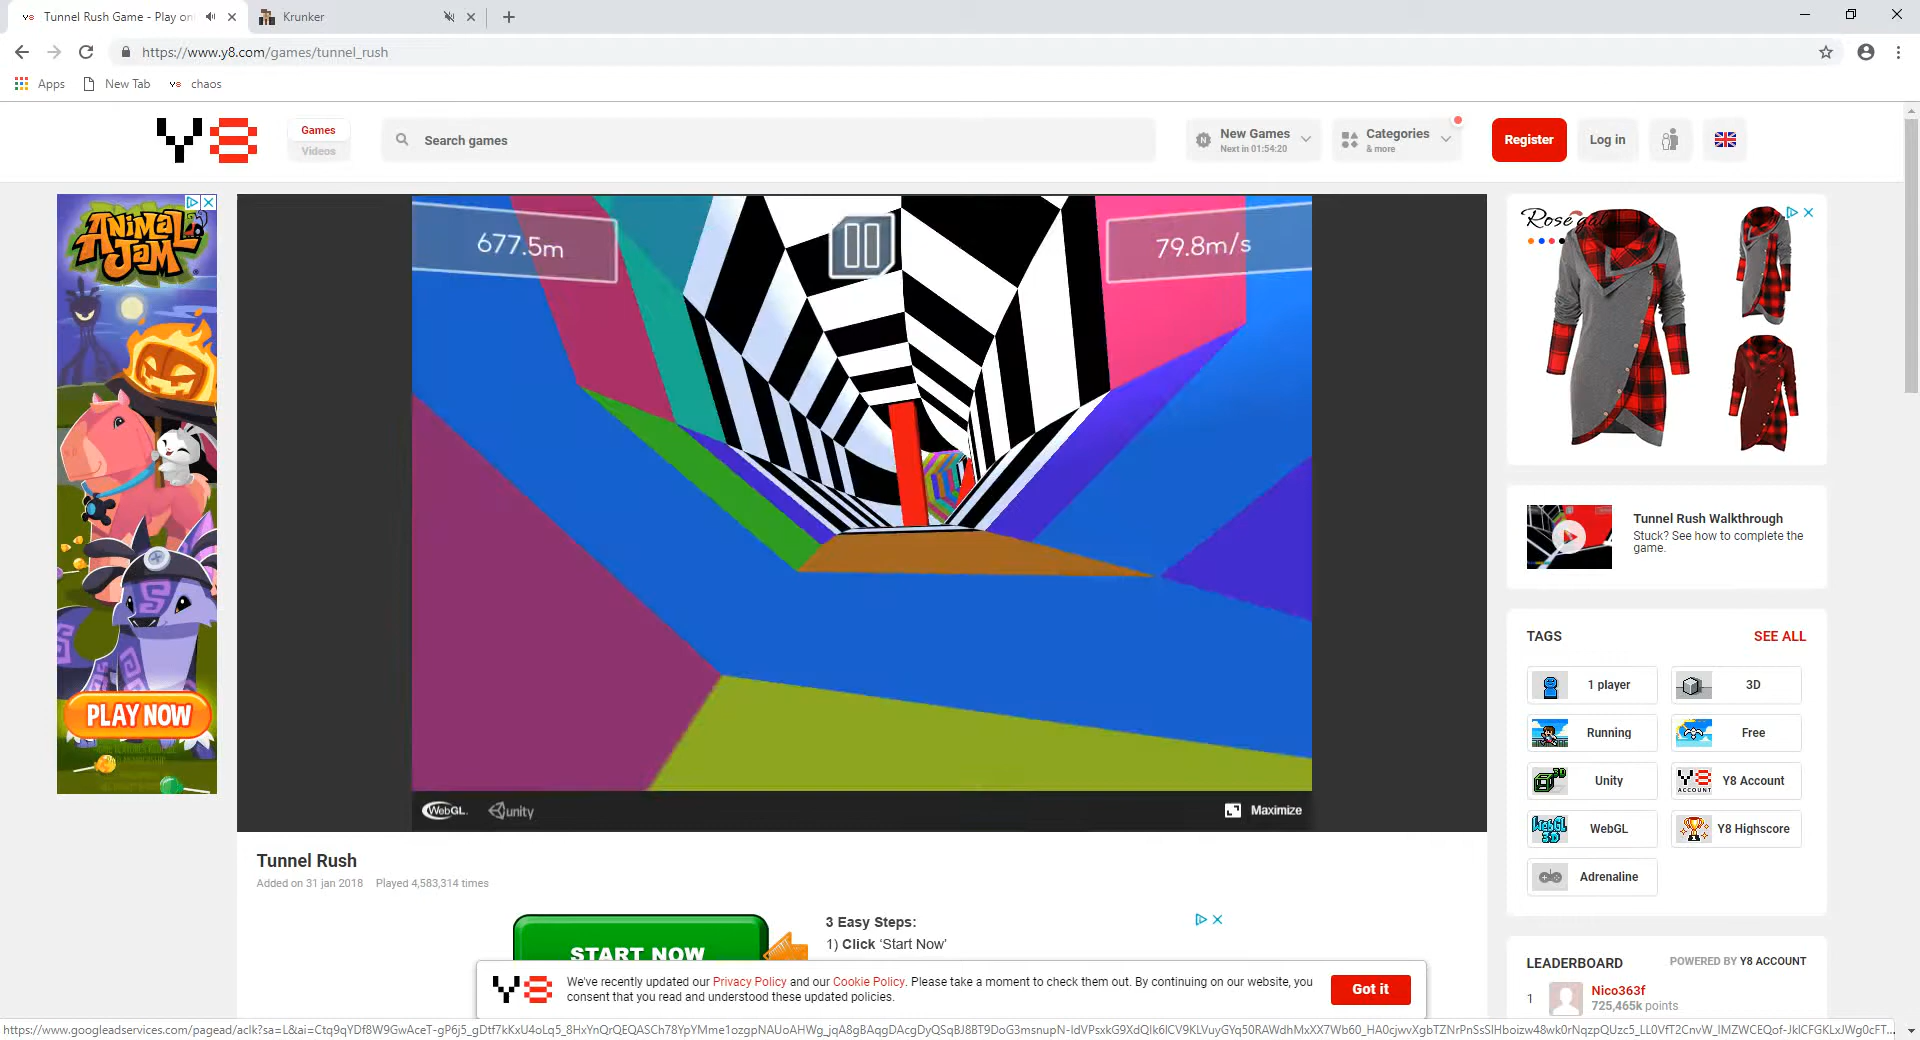 Tunnel Rush Game - Play on
Krunker
https://www.y8.com/games/tunnel_rush
Apps
New Tab
chaos
Y8
Games
Videos
Search games
New Games
Next in 01:54:20
Categories
& more
Register
Log in
ANIMAL JAM
PLAY NOW
677.5m
79.8m/s
WebGL
unity
Maximize
Tunnel Rush
Added on 31 jan 2018 Played 4,583,314 times
START NOW
3 Easy Steps:
1) Click ‘Start Now’
We've recently updated our Privacy Policy and our Cookie Policy. Please take a moment to check them out. By continuing on our website, you
consent that you read and understood these updated policies.
Got it
Tunnel Rush Walkthrough
Stuck? See how to complete the
game.
TAGS
SEE ALL
1 player
3D
Running
Free
Unity
Y8 Account
WebGL
Y8 Highscore
Adrenaline
LEADERBOARD
POWERED BY Y8 ACCOUNT
1
Nico363f
725,465k points